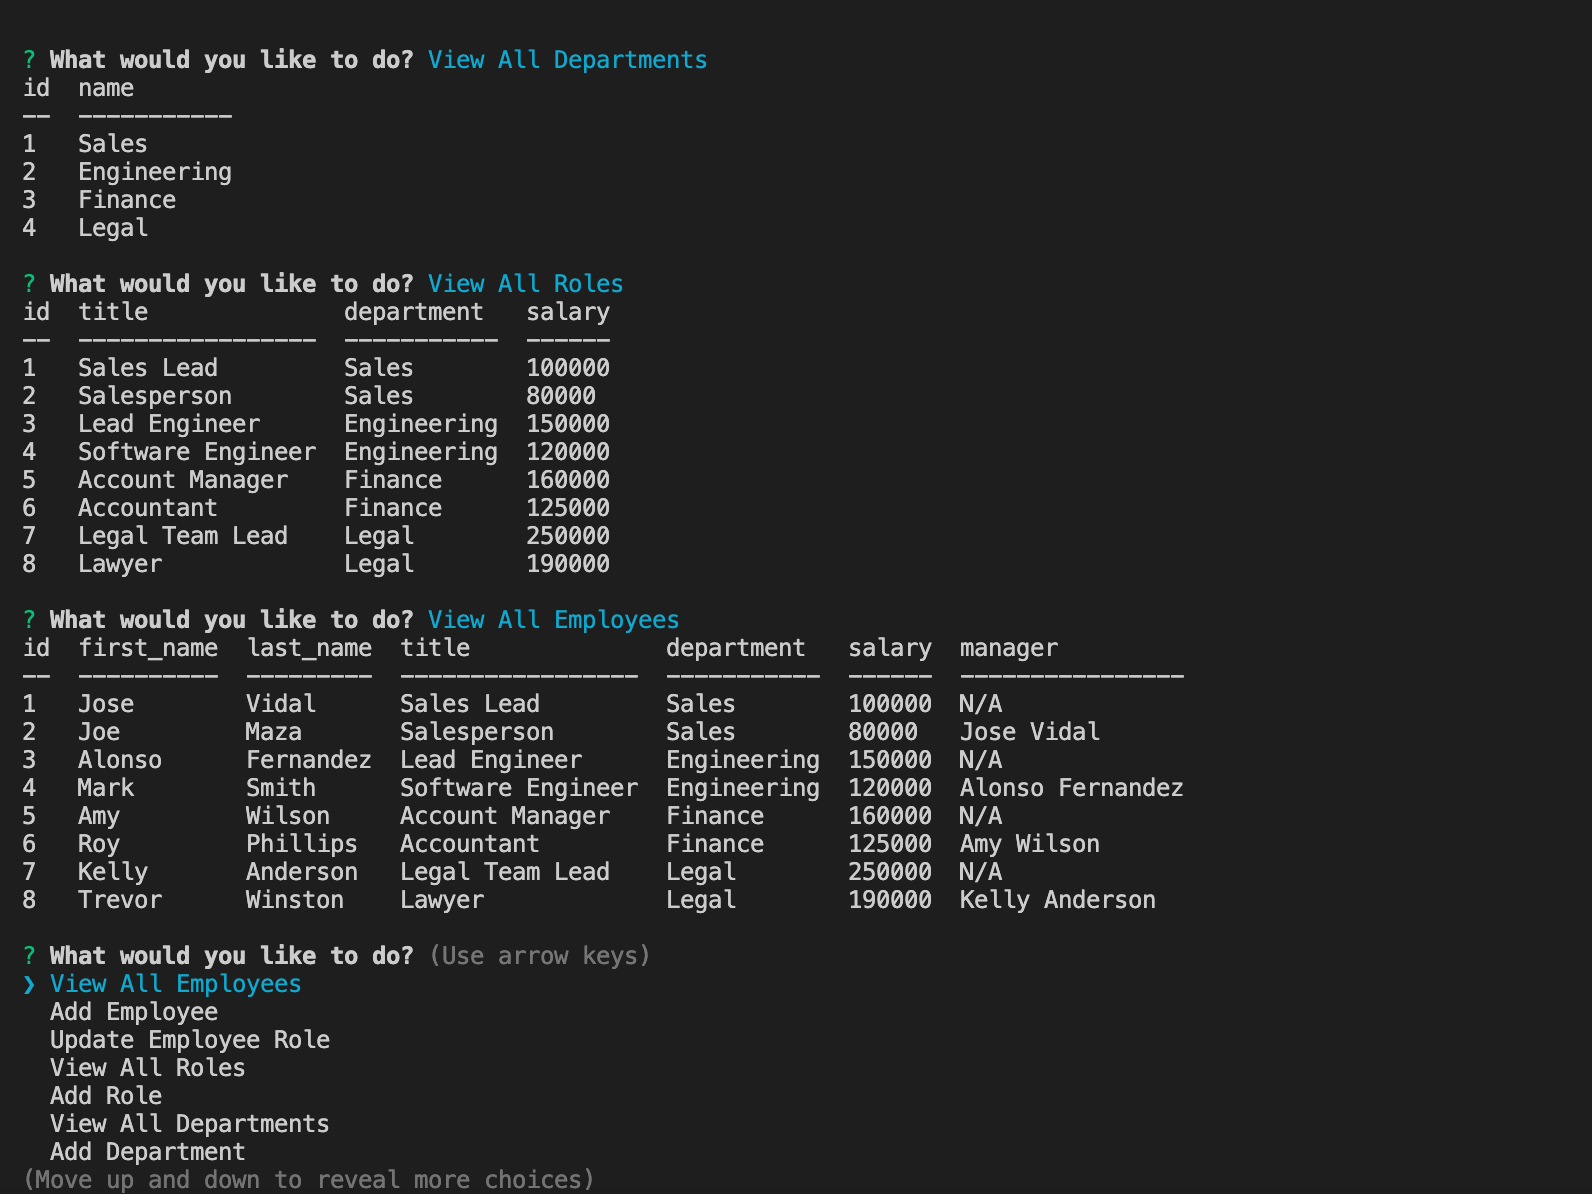 ? What would you like to do? View All Departments
id  name
--  -----------
1   Sales
2   Engineering
3   Finance
4   Legal
? What would you like to do? View All Roles
id  title              department   salary
--  -----------------  -----------  ------
1   Sales Lead         Sales        100000
2   Salesperson        Sales        80000
3   Lead Engineer      Engineering  150000
4   Software Engineer  Engineering  120000
5   Account Manager    Finance      160000
6   Accountant         Finance      125000
7   Legal Team Lead    Legal        250000
8   Lawyer             Legal        190000
? What would you like to do? View All Employees
id  first_name  last_name  title              department   salary  manager
--  ----------  ---------  -----------------  -----------  ------  ----------------
1   Jose        Vidal      Sales Lead         Sales        100000  N/A
2   Joe         Maza       Salesperson        Sales        80000   Jose Vidal
3   Alonso      Fernandez  Lead Engineer      Engineering  150000  N/A
4   Mark        Smith      Software Engineer  Engineering  120000  Alonso Fernandez
5   Amy         Wilson     Account Manager    Finance      160000  N/A
6   Roy         Phillips   Accountant         Finance      125000  Amy Wilson
7   Kelly       Anderson   Legal Team Lead    Legal        250000  N/A
8   Trevor      Winston    Lawyer             Legal        190000  Kelly Anderson
? What would you like to do? (Use arrow keys)
❯ View All Employees
  Add Employee
  Update Employee Role
  View All Roles
  Add Role
  View All Departments
  Add Department
(Move up and down to reveal more choices)